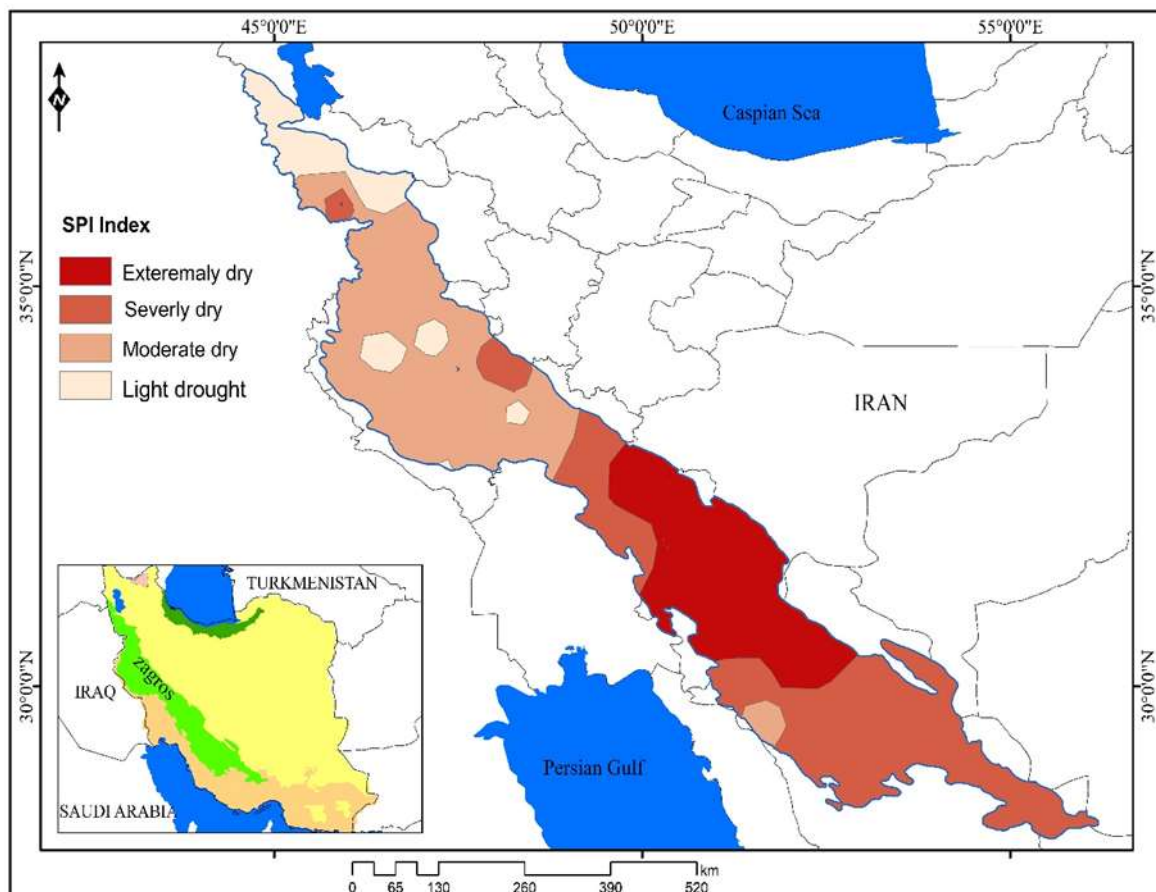 45°0'0"E
50°0'0"E
55°0'0"E
N
Caspian Sea
SPI Index
Exteremaly dry
Severly dry
Moderate dry
Light drought
35°0'0"N
35°0'0"N
IRAN
TURKMENISTAN
zagros
IRAQ
SAUDI ARABIA
30°0'0"N
30°0'0"N
Persian Gulf
km
0 65 130 260 390 520